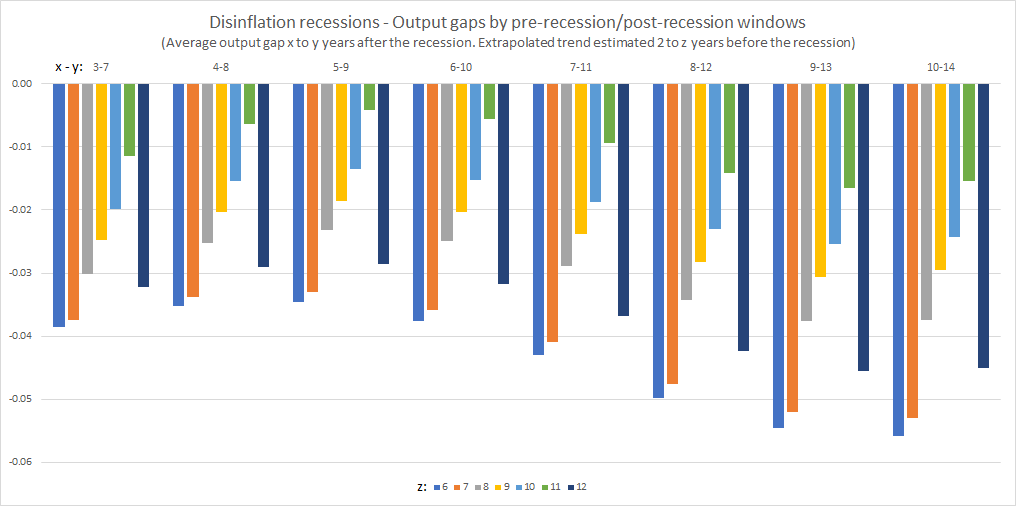 Disinflation recessions - Output gaps by pre-recession/post-recession windows
(Average output gap x to y years after the recession. Extrapolated trend estimated 2 to z years before the recession)
x - y: 3-7 4-8 5-9 6-10 7-11 8-12 9-13 10-14
0.00
-0.01
-0.02
-0.03
-0.04
-0.05
-0.06
z: 6 7 8 9 10 11 12